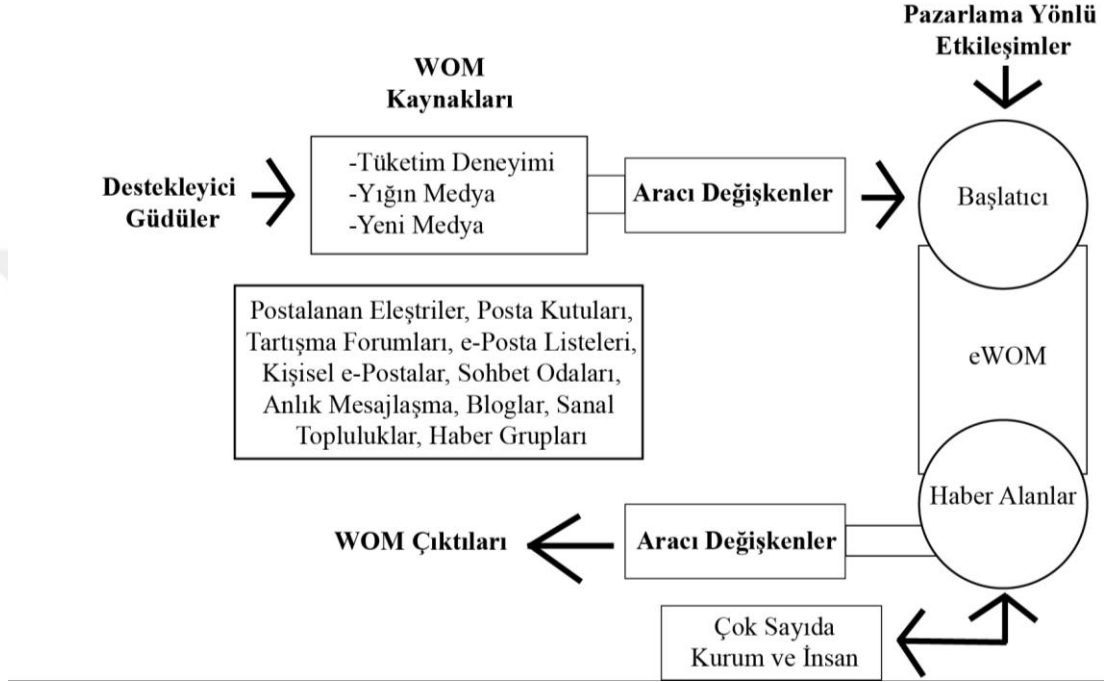 Pazarlama Yönlü
Etkileşimler
WOM
Kaynakları
Destekleyici
Güdüler
-Tüketim Deneyimi
-Yığın Medya
-Yeni Medya
Aracı Değişkenler
Başlatıcı
Postalanan Eleştriler, Posta Kutuları,
Tartışma Forumları, e-Posta Listeleri,
Kişisel e-Postalar, Sohbet Odaları,
Anlık Mesajlaşma, Bloglar, Sanal
Topluluklar, Haber Grupları
eWOM
Haber Alanlar
WOM Çıktıları
Aracı Değişkenler
Çok Sayıda
Kurum ve İnsan